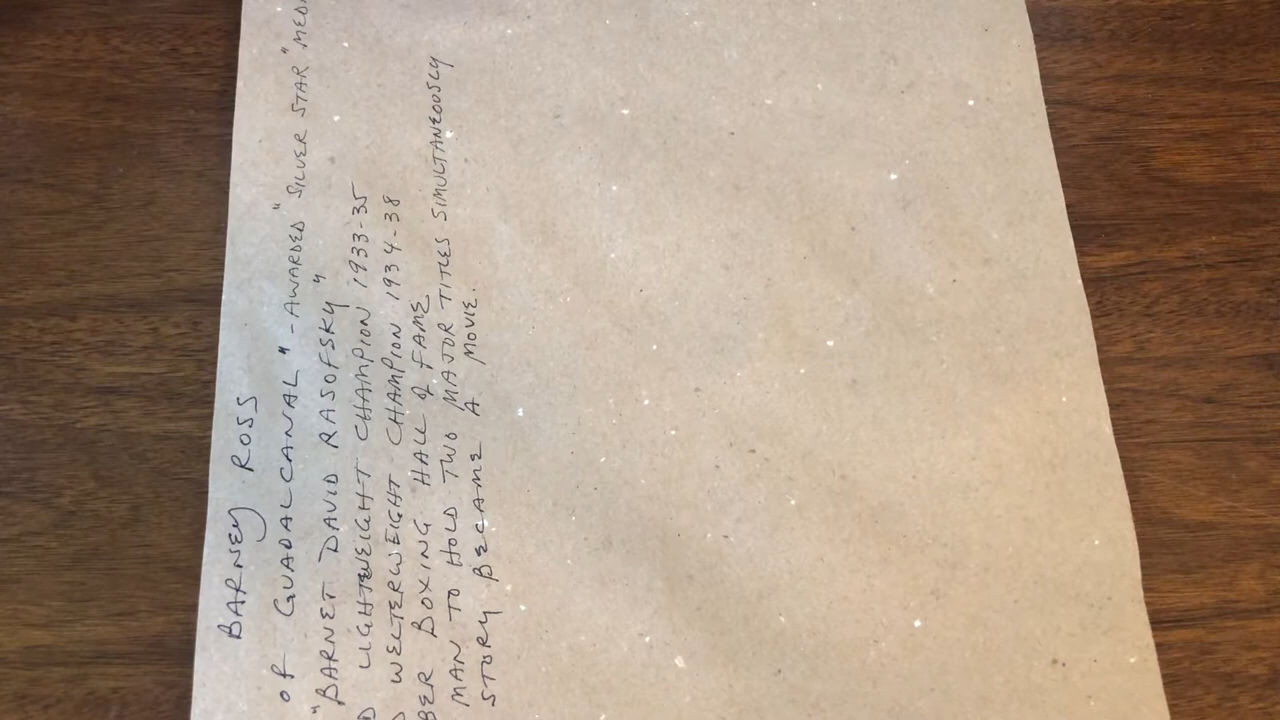 BARNEY ROSS
OF GUADALCANAL" - AWARDED "SILVER STAR" MED
"BARNET DAVID RASOFSKY"
D LIGHTWEIGHT CHAMPION 1933-35
D WELTERWEIGHT CHAMPION 1934-38
BER BOXING HALL OF FAME
MAN TO HOLD TWO MAJOR TITLES SIMULTANEOUSLY
STORY BECAME A MOVIE.